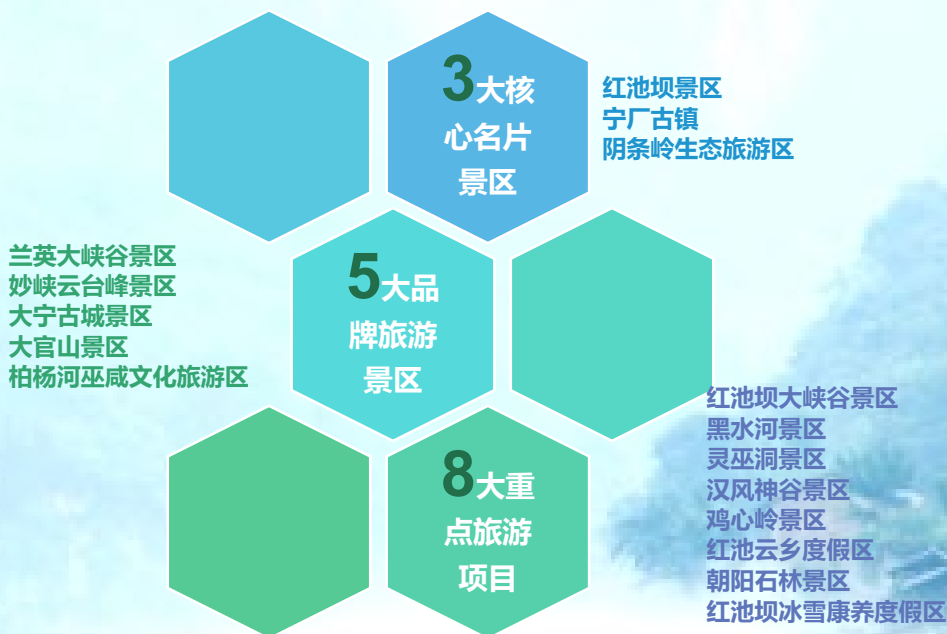 3大核
心名片
景区
红池坝景区
宁厂古镇
阴条岭生态旅游区
兰英大峡谷景区
妙峡云台峰景区
大宁古城景区
大官山景区
柏杨河巫咸文化旅游区
5大品
牌旅游
景区
8大重
点旅游
项目
红池坝大峡谷景区
黑水河景区
灵巫洞景区
汉风神谷景区
鸡心岭景区
红池云乡度假区
朝阳石林景区
红池坝冰雪康养度假区